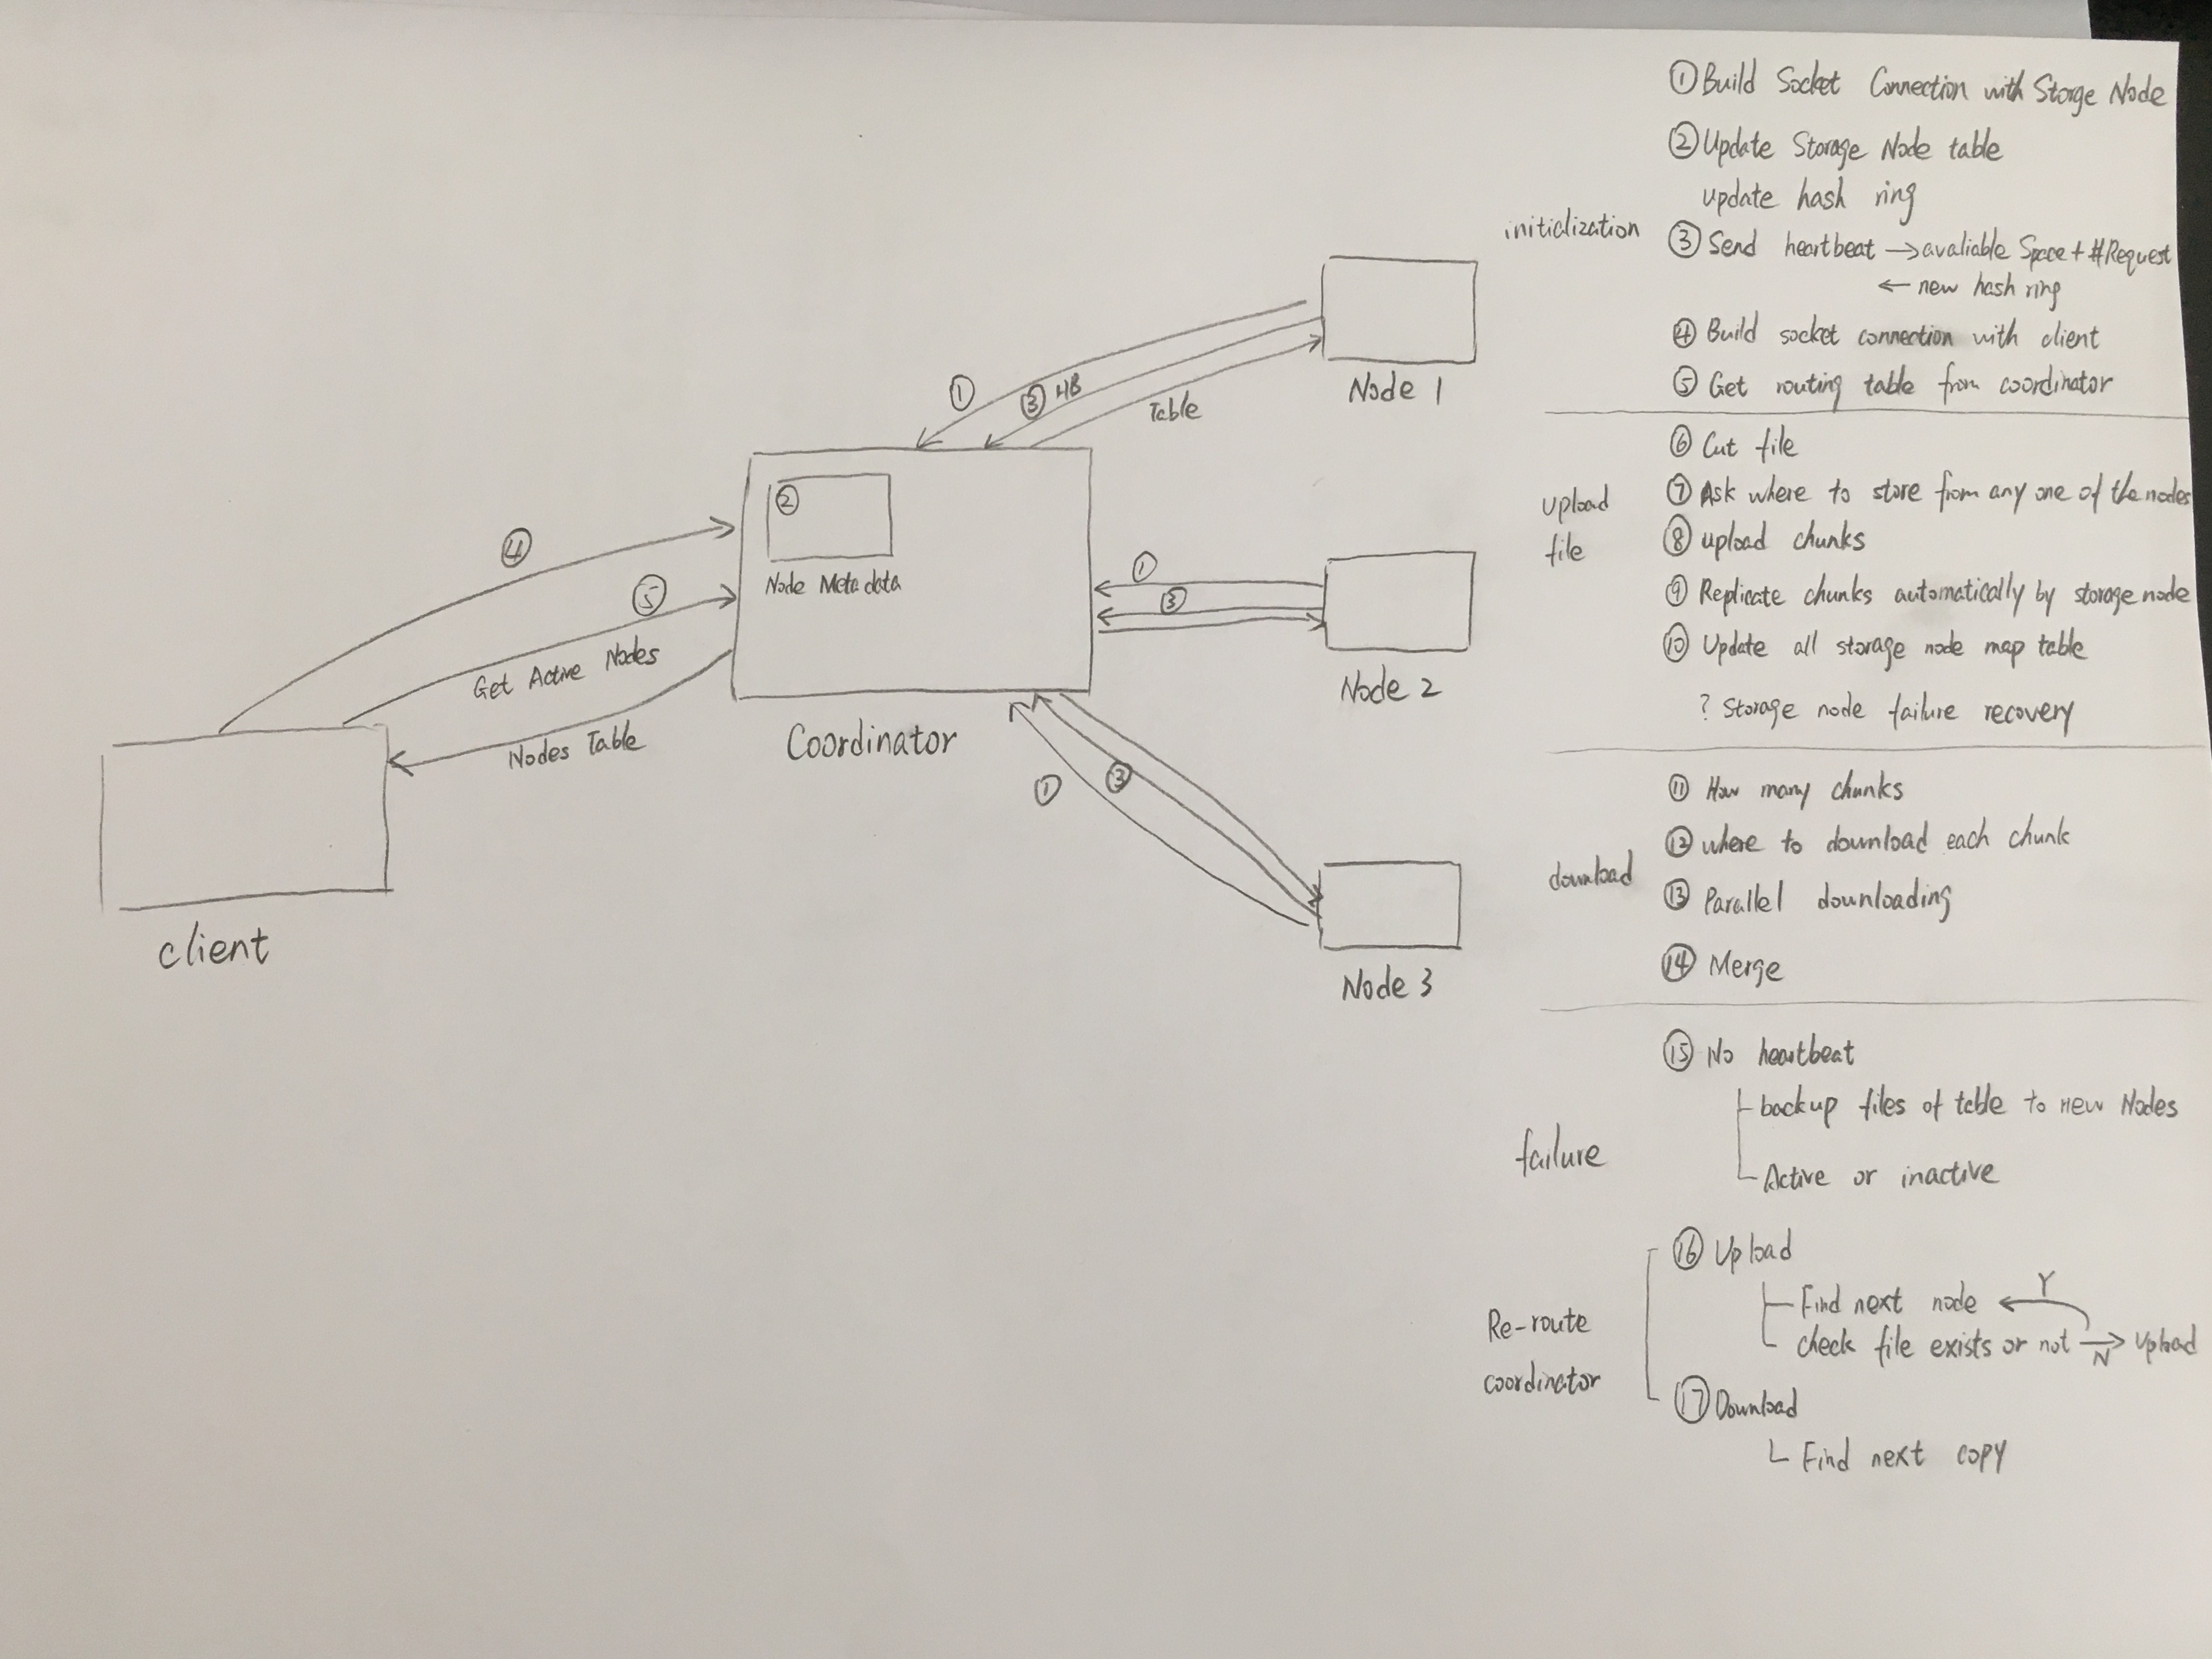 ① Build Socket Connection with Storge Node
② Update Storage Node table
update hash ring
initialization
③ Send heartbeat → avaliable Space + #Request
← new hash ring
④ Build socket connection with client
⑤ Get routing table from coordinator
⑥ Cut file
upload
file
⑦ Ask where to store from any one of the nodes
⑧ upload chunks
⑨ Replicate chunks automatically by storage node
⑩ Update all storage node map table
? Storage node failure recovery
download
⑪ How many chunks
⑫ where to download each chunk
⑬ Parallel downloading
⑭ Merge
failure
⑮ No heartbeat
backup files of table to new Nodes
Active or inactive
Re-route
coordinator
⑯ Upload
Find next node
Y
check file exists or not → Upload
N
⑰ Download
Find next copy
①
③ HB
Table
Node 1
②
Node Metadata
Coordinator
④
⑤
Get Active Nodes
Nodes Table
client
①
③
Node 2
①
③
Node 3